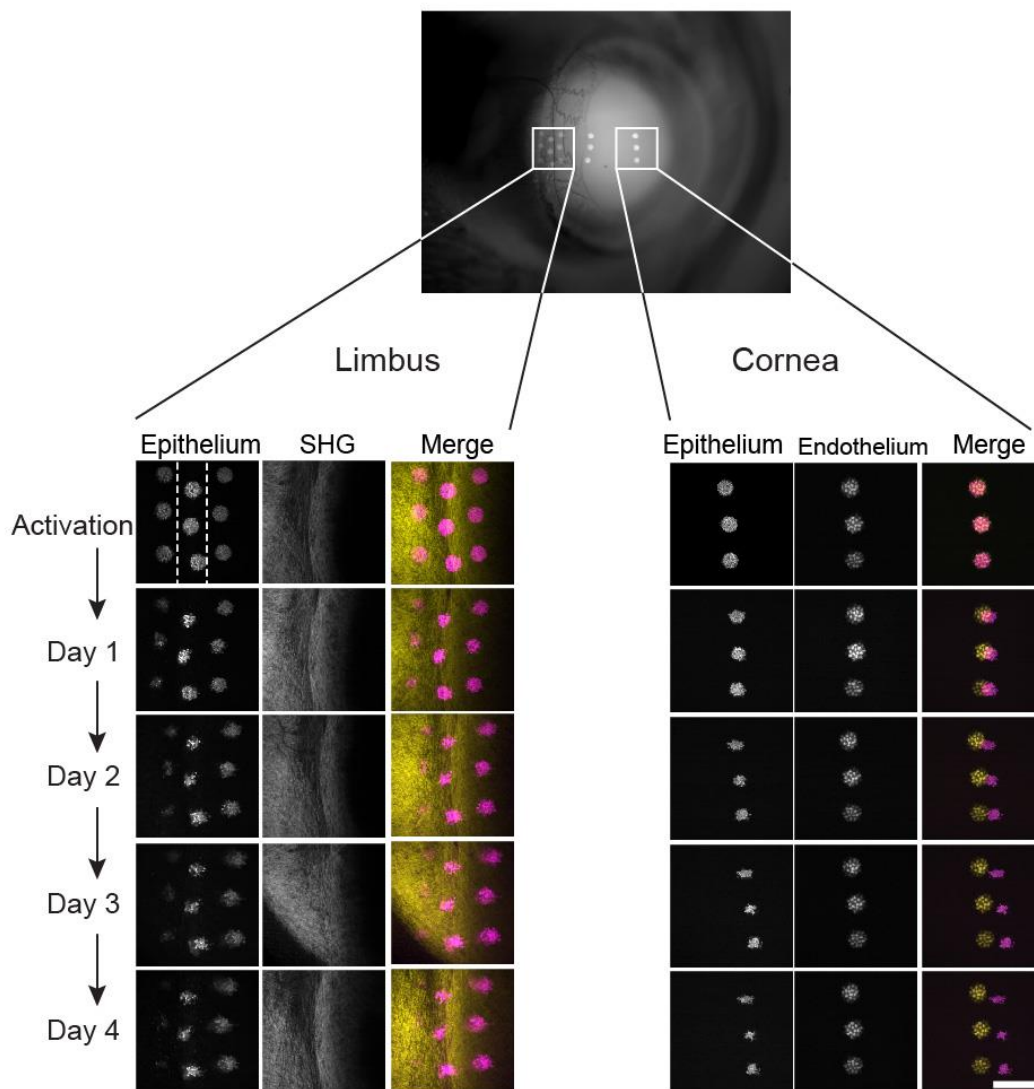 Limbus
Cornea
Epithelium SHG Merge
Epithelium Endothelium Merge
Activation
Day 1
Day 2
Day 3
Day 4